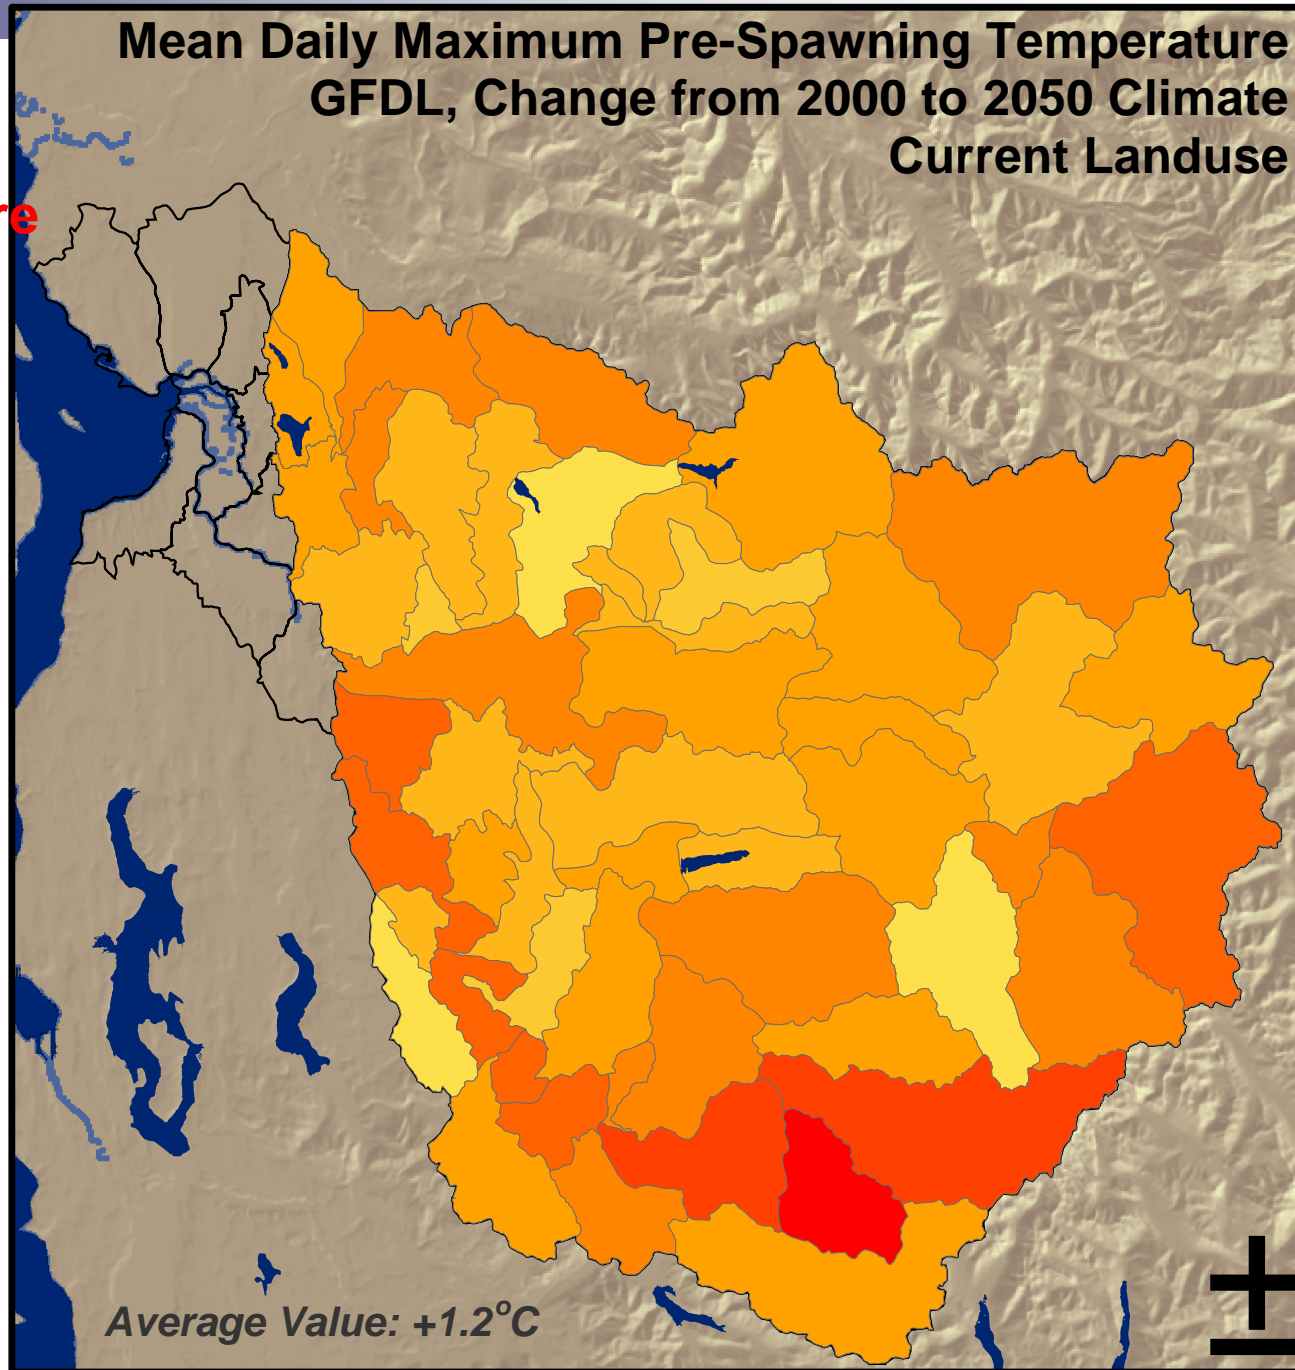 Mean Daily Maximum Pre-Spawning Temperature
GFDL, Change from 2000 to 2050 Climate
Current Landuse
re
Average Value: +1.2°C